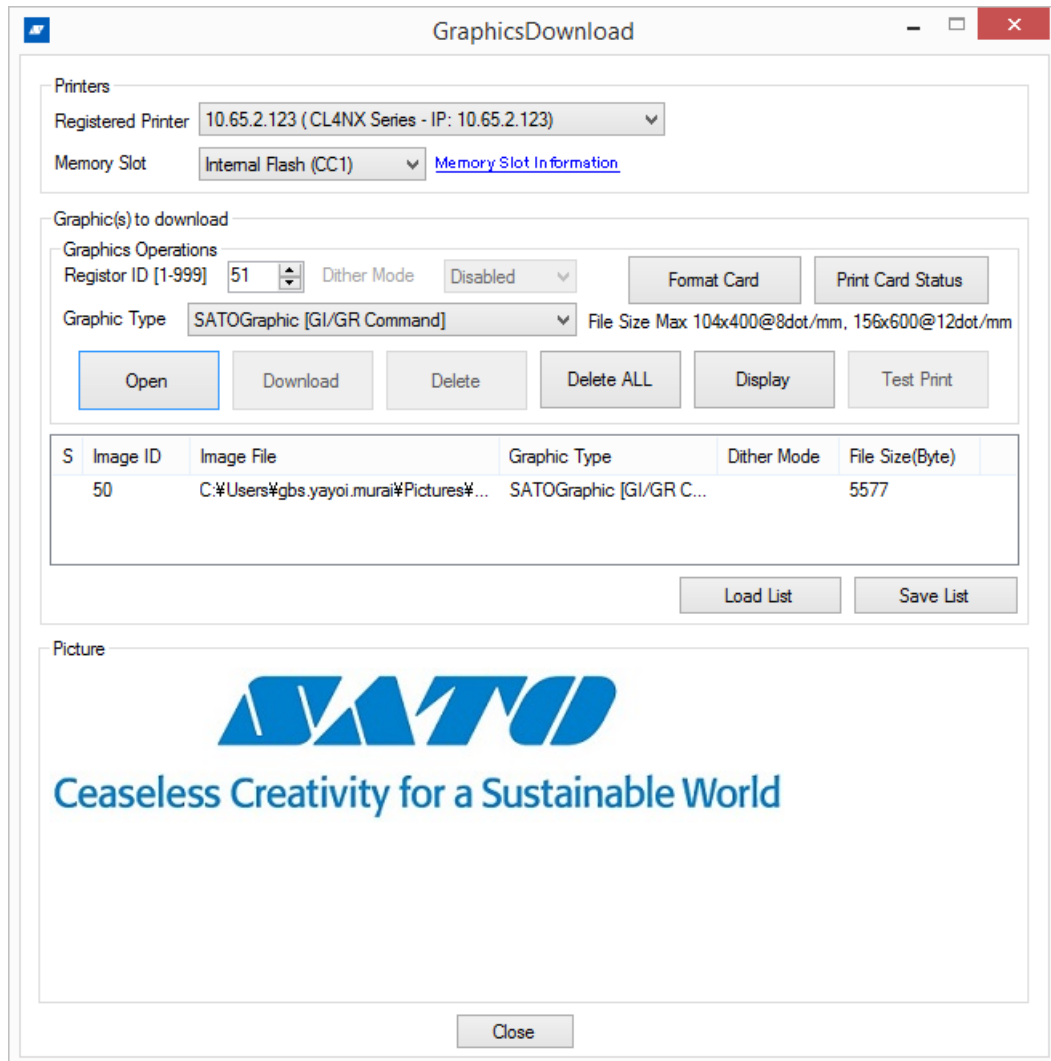 GraphicsDownload
Printers
Registered Printer 10.65.2.123 ( CL4NX Series - IP: 10.65.2.123)
Memory Slot Internal Flash (CC1) Memory Slot Information
Graphic(s) to download
Graphics Operations
Registor ID [1-999] 51 Dither Mode Disabled Format Card Print Card Status
Graphic Type SATOGraphic [GI/GR Command] File Size Max 104x400@8dot/mm, 156x600@12dot/mm
Open Download Delete Delete ALL Display Test Print
S Image ID Image File Graphic Type Dither Mode File Size(Byte)
50 C:¥Users¥gbs.yayoi.murai¥Pictures¥... SATOGraphic [GI/GR C... 5577
Load List Save List
Picture
SATO
Ceaseless Creativity for a Sustainable World
Close